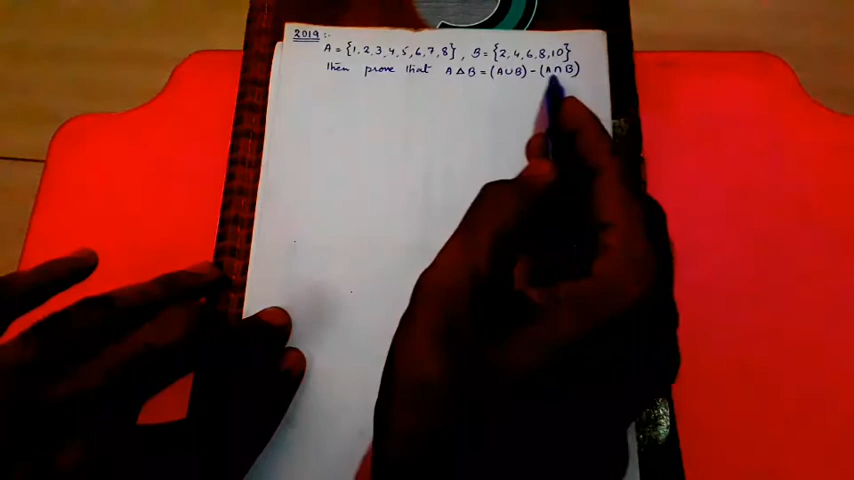 2019 :-
A = {1,2,3,4,5,6,7,8} , B = {2,4,6,8,10}
then prove that A Δ B = (A∪B) - (A∩B)